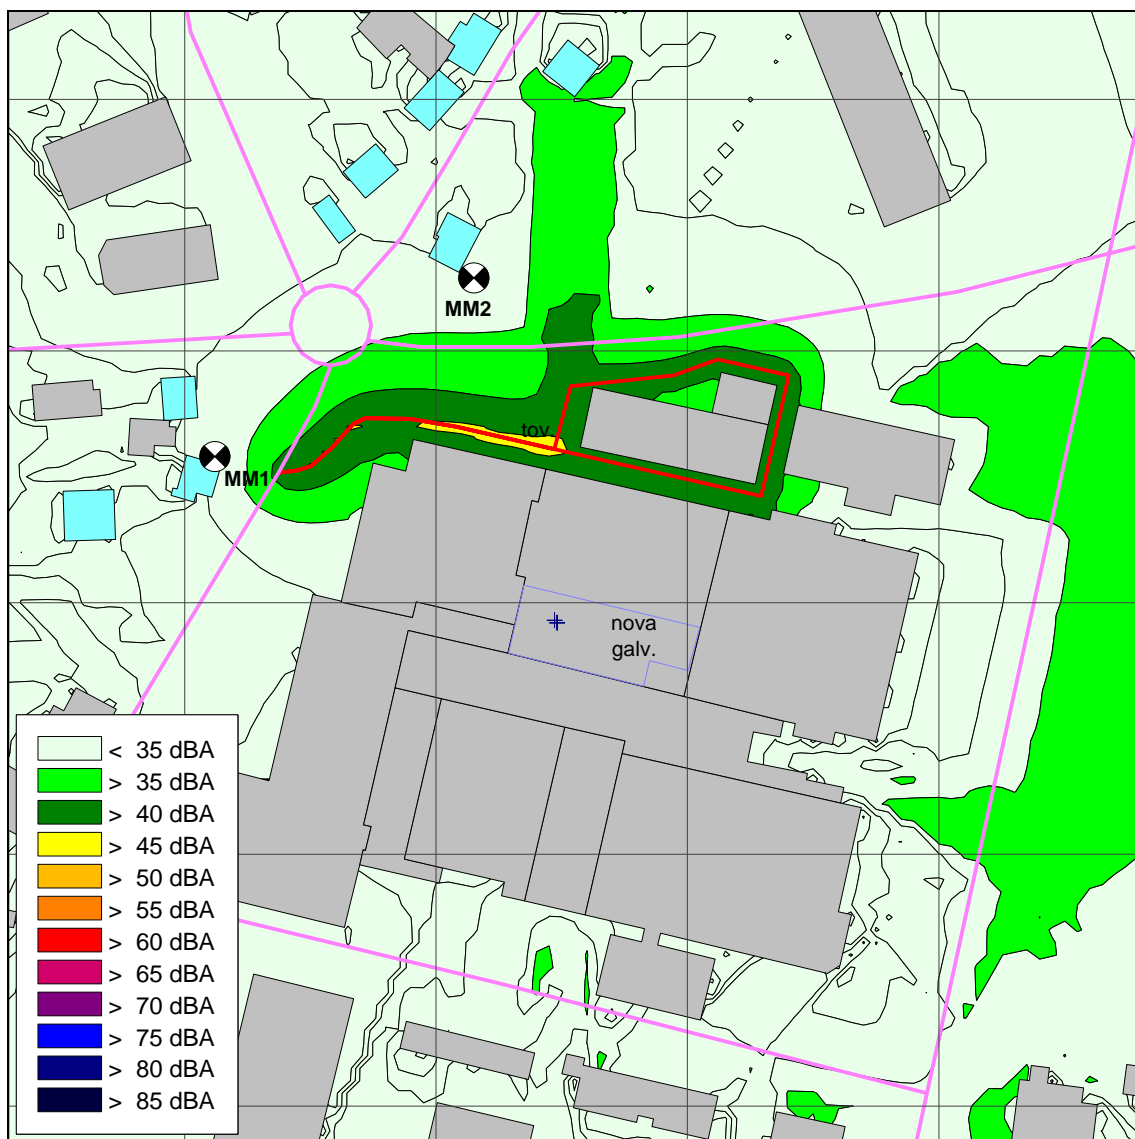 MM2
tov
MM1
nova
galv.
< 35 dBA
> 35 dBA
> 40 dBA
> 45 dBA
> 50 dBA
> 55 dBA
> 60 dBA
> 65 dBA
> 70 dBA
> 75 dBA
> 80 dBA
> 85 dBA